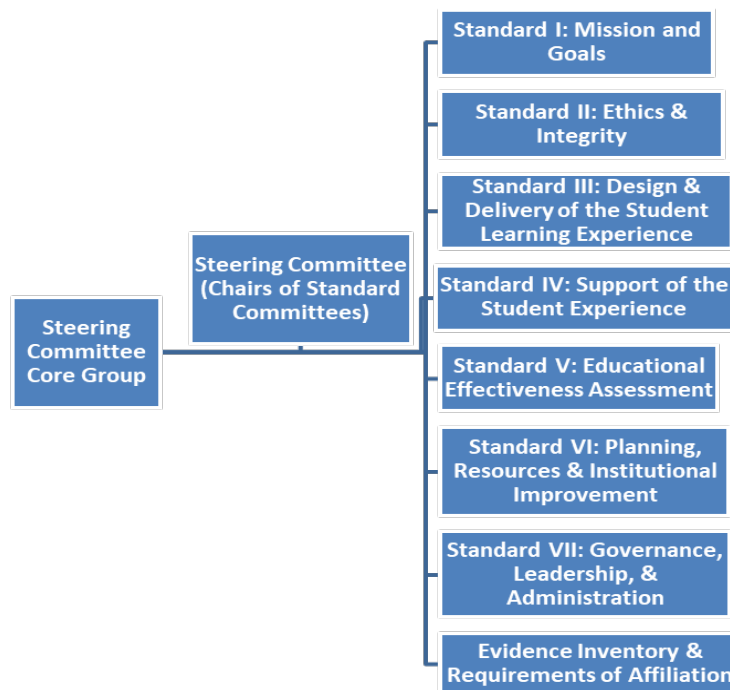 Steering
Committee
Core Group
Steering Committee
(Chairs of Standard
Committees)
Standard I: Mission and
Goals
Standard II: Ethics &
Integrity
Standard III: Design &
Delivery of the Student
Learning Experience
Standard IV: Support of the
Student Experience
Standard V: Educational
Effectiveness Assessment
Standard VI: Planning,
Resources & Institutional
Improvement
Standard VII: Governance,
Leadership, &
Administration
Evidence Inventory &
Requirements of Affiliation